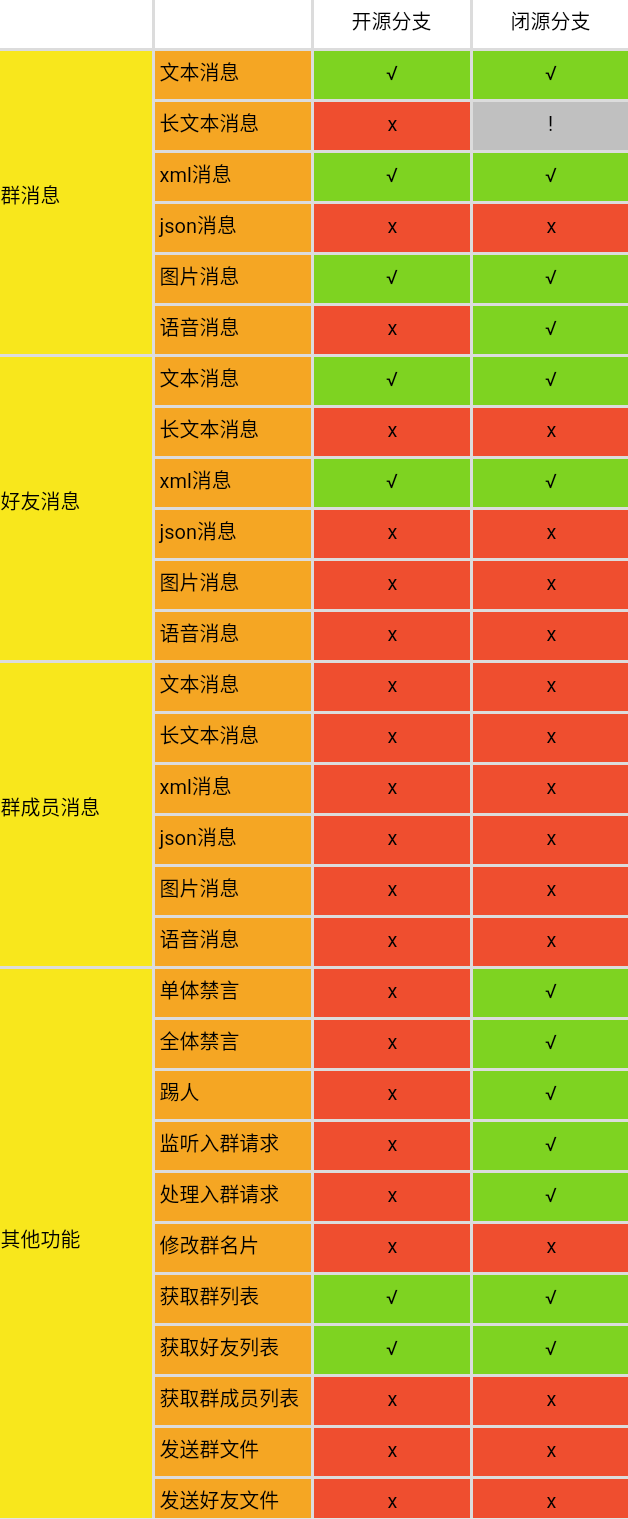 开源分支 闭源分支
群消息
文本消息 √ √
长文本消息 x !
xml消息 √ √
json消息 x x
图片消息 √ √
语音消息 x √
好友消息
文本消息 √ √
长文本消息 x x
xml消息 √ √
json消息 x x
图片消息 x x
语音消息 x x
群成员消息
文本消息 x x
长文本消息 x x
xml消息 x x
json消息 x x
图片消息 x x
语音消息 x x
其他功能
单体禁言 x √
全体禁言 x √
踢人 x √
监听入群请求 x √
处理入群请求 x √
修改群名片 x x
获取群列表 √ √
获取好友列表 √ √
获取群成员列表 x x
发送群文件 x x
发送好友文件 x x